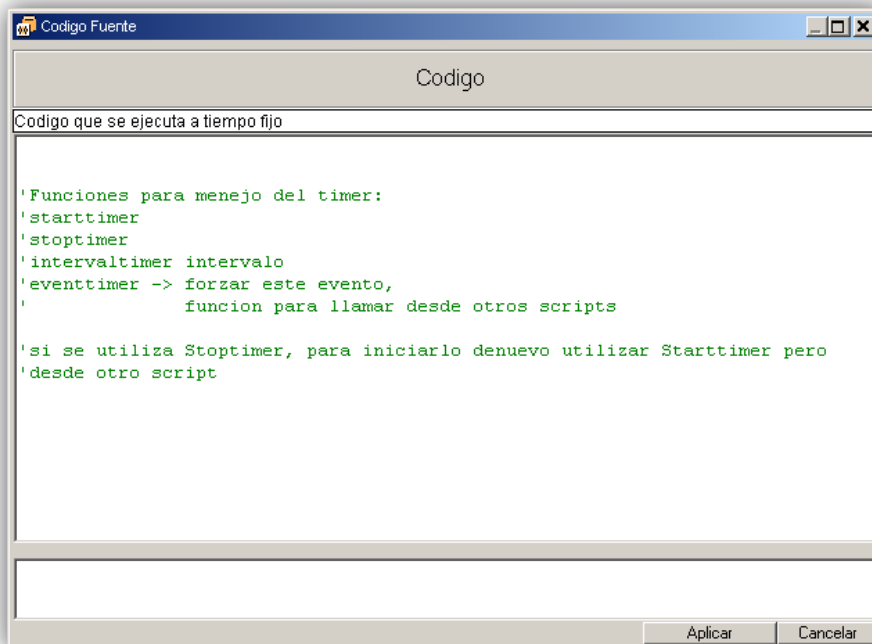 Codigo Fuente
Codigo
Codigo que se ejecuta a tiempo fijo
'Funciones para menejo del timer:
'starttimer
'stoptimer
'intervaltimer intervalo
'eventtimer -> forzar este evento,
'              funcion para llamar desde otros scripts
'si se utiliza Stoptimer, para iniciarlo denuevo utilizar Starttimer pero
'desde otro script
Aplicar Cancelar